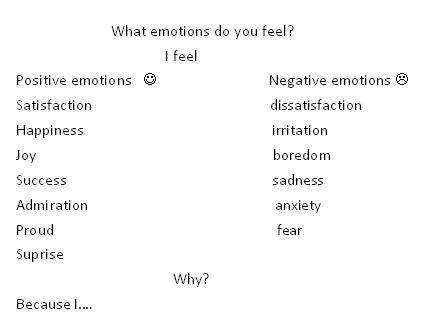 What emotions do you feel?
I feel
Positive emotions ☺ Negative emotions ☹
Satisfaction dissatisfaction
Happiness irritation
Joy boredom
Success sadness
Admiration anxiety
Proud fear
Suprise
Why?
Because I....